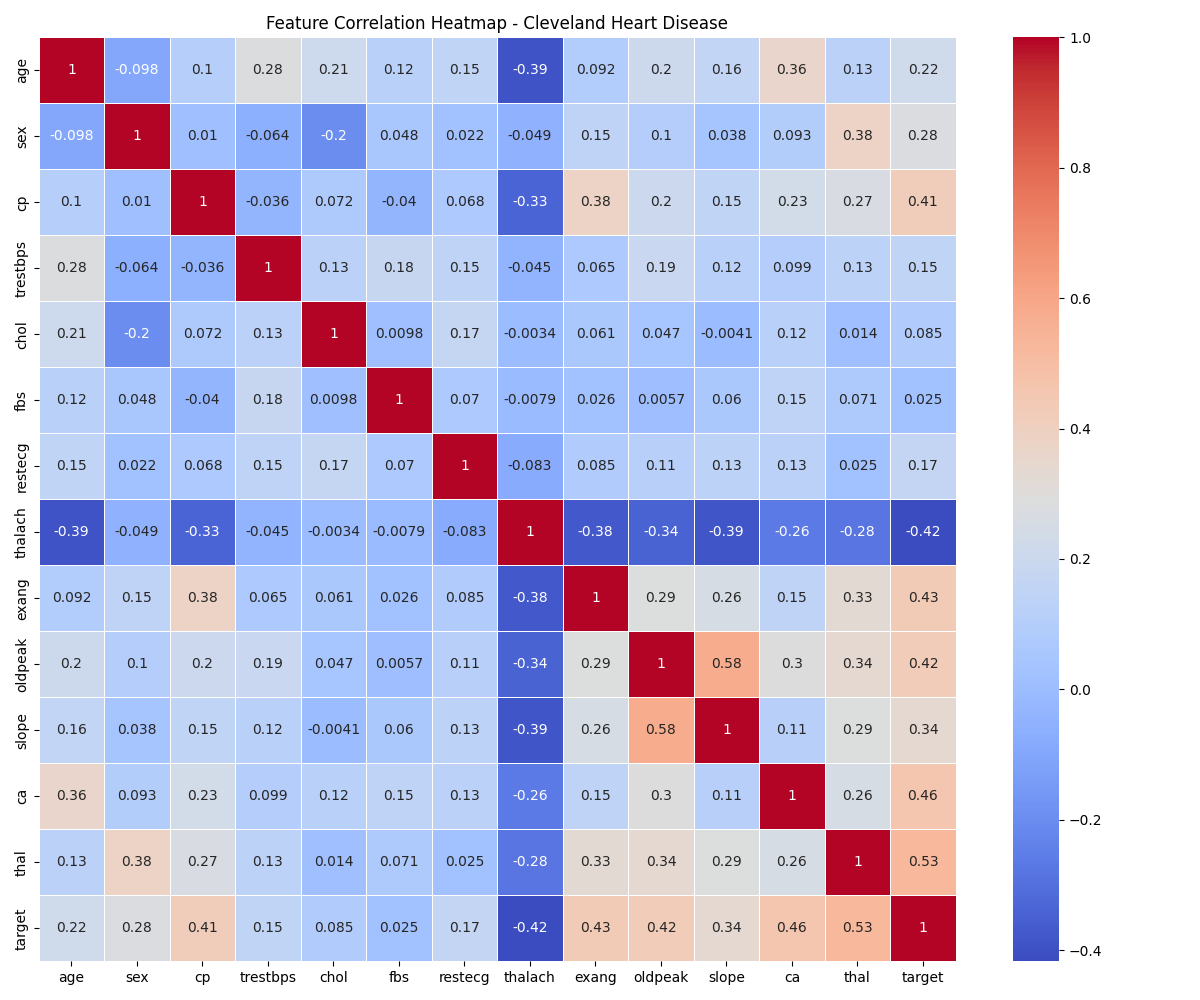 Feature Correlation Heatmap - Cleveland Heart Disease
age 1 -0.098 0.1 0.28 0.21 0.12 0.15 -0.39 0.092 0.2 0.16 0.36 0.13 0.22
sex -0.098 1 0.01 -0.064 -0.2 0.048 0.022 -0.049 0.15 0.1 0.038 0.093 0.38 0.28
cp 0.1 0.01 1 -0.036 0.072 -0.04 0.068 -0.33 0.38 0.2 0.15 0.23 0.27 0.41
trestbps 0.28 -0.064 -0.036 1 0.13 0.18 0.15 -0.045 0.065 0.19 0.12 0.099 0.13 0.15
chol 0.21 -0.2 0.072 0.13 1 0.0098 0.17 -0.0034 0.061 0.047 -0.0041 0.12 0.014 0.085
fbs 0.12 0.048 -0.04 0.18 0.0098 1 0.07 -0.0079 0.026 0.0057 0.06 0.15 0.071 0.025
restecg 0.15 0.022 0.068 0.15 0.17 0.07 1 -0.083 0.085 0.11 0.13 0.13 0.025 0.17
thalach -0.39 -0.049 -0.33 -0.045 -0.0034 -0.0079 -0.083 1 -0.38 -0.34 -0.39 -0.26 -0.28 -0.42
exang 0.092 0.15 0.38 0.065 0.061 0.026 0.085 -0.38 1 0.29 0.26 0.15 0.33 0.43
oldpeak 0.2 0.1 0.2 0.19 0.047 0.0057 0.11 -0.34 0.29 1 0.58 0.3 0.34 0.42
slope 0.16 0.038 0.15 0.12 -0.0041 0.06 0.13 -0.39 0.26 0.58 1 0.11 0.29 0.34
ca 0.36 0.093 0.23 0.099 0.12 0.15 0.13 -0.26 0.15 0.3 0.11 1 0.26 0.46
thal 0.13 0.38 0.27 0.13 0.014 0.071 0.025 -0.28 0.33 0.34 0.29 0.26 1 0.53
target 0.22 0.28 0.41 0.15 0.085 0.025 0.17 -0.42 0.43 0.42 0.34 0.46 0.53 1
age sex cp trestbps chol fbs restecg thalach exang oldpeak slope ca thal target
1.0
0.8
0.6
0.4
0.2
0.0
−0.2
−0.4